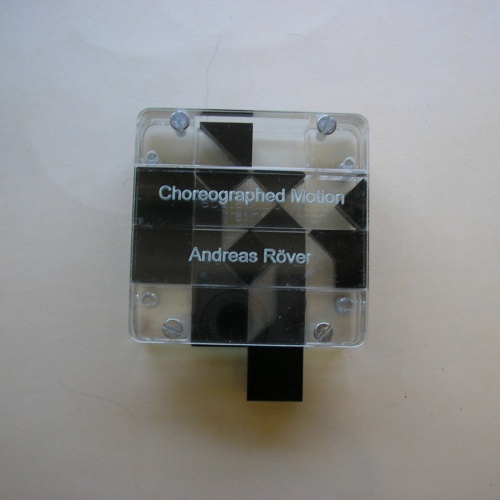 Choreographed Motion
Andreas Röver